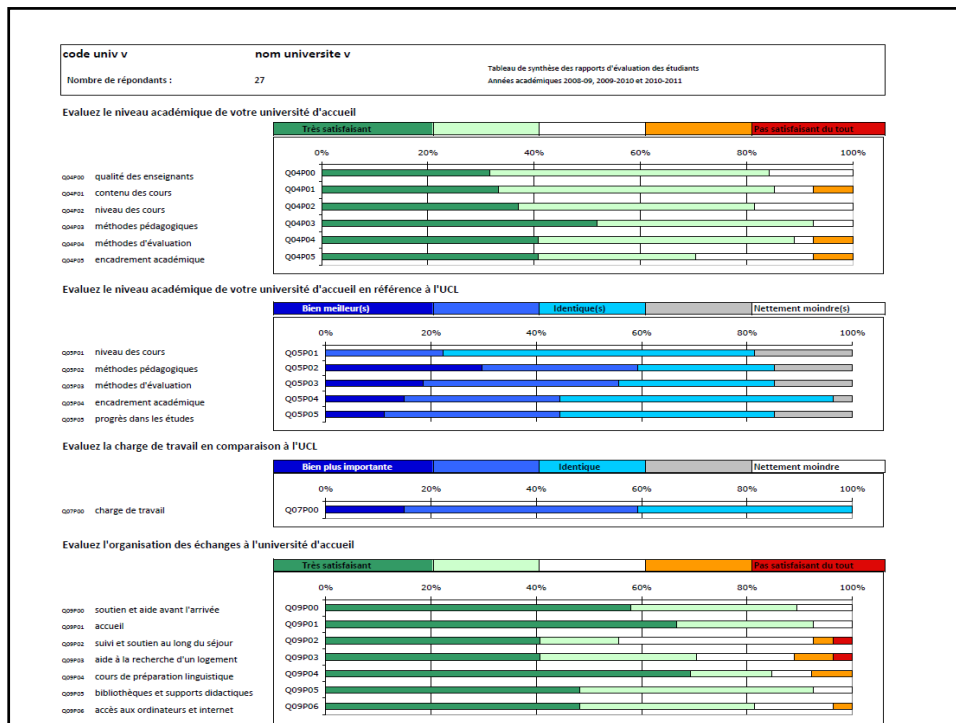 code univ v nom universite v
Tableau de synthèse des rapports d'évaluation des étudiants
Nombre de répondants : 27 Années académiques 2008-09, 2009-2010 et 2010-2011
Evaluez le niveau académique de votre université d'accueil
Très satisfaisant Pas satisfaisant du tout
0% 20% 40% 60% 80% 100%
Q04P00 qualité des enseignants Q04P00
Q04P01 contenu des cours Q04P01
Q04P02 niveau des cours Q04P02
Q04P03 méthodes pédagogiques Q04P03
Q04P04 méthodes d'évaluation Q04P04
Q04P05 encadrement académique Q04P05
Evaluez le niveau académique de votre université d'accueil en référence à l'UCL
Bien meilleur(s) Identique(s) Nettement moindre(s)
0% 20% 40% 60% 80% 100%
Q05P01 niveau des cours Q05P01
Q05P02 méthodes pédagogiques Q05P02
Q05P03 méthodes d'évaluation Q05P03
Q05P04 encadrement académique Q05P04
Q05P05 progrès dans les études Q05P05
Evaluez la charge de travail en comparaison à l'UCL
Bien plus importante Identique Nettement moindre
0% 20% 40% 60% 80% 100%
Q07P00 charge de travail Q07P00
Evaluez l'organisation des échanges à l'université d'accueil
Très satisfaisant Pas satisfaisant du tout
0% 20% 40% 60% 80% 100%
Q09P00 soutien et aide avant l'arrivée Q09P00
Q09P01 accueil Q09P01
Q09P02 suivi et soutien au long du séjour Q09P02
Q09P03 aide à la recherche d'un logement Q09P03
Q09P04 cours de préparation linguistique Q09P04
Q09P05 bibliothèques et supports didactiques Q09P05
Q09P06 accès aux ordinateurs et internet Q09P06